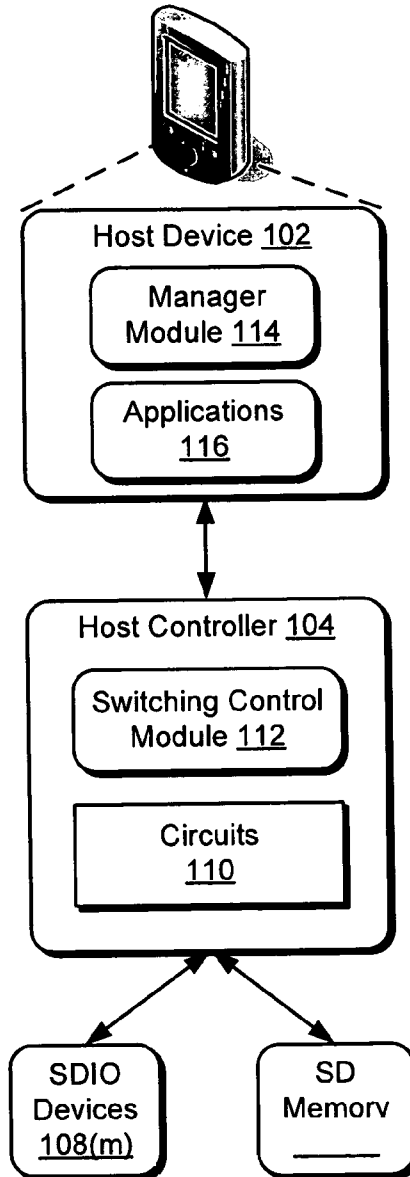 Host Device 102
Manager
Module 114
Applications
116
Host Controller 104
Switching Control
Module 112
Circuits
110
SDIO
Devices
108(m)
SD
Memory